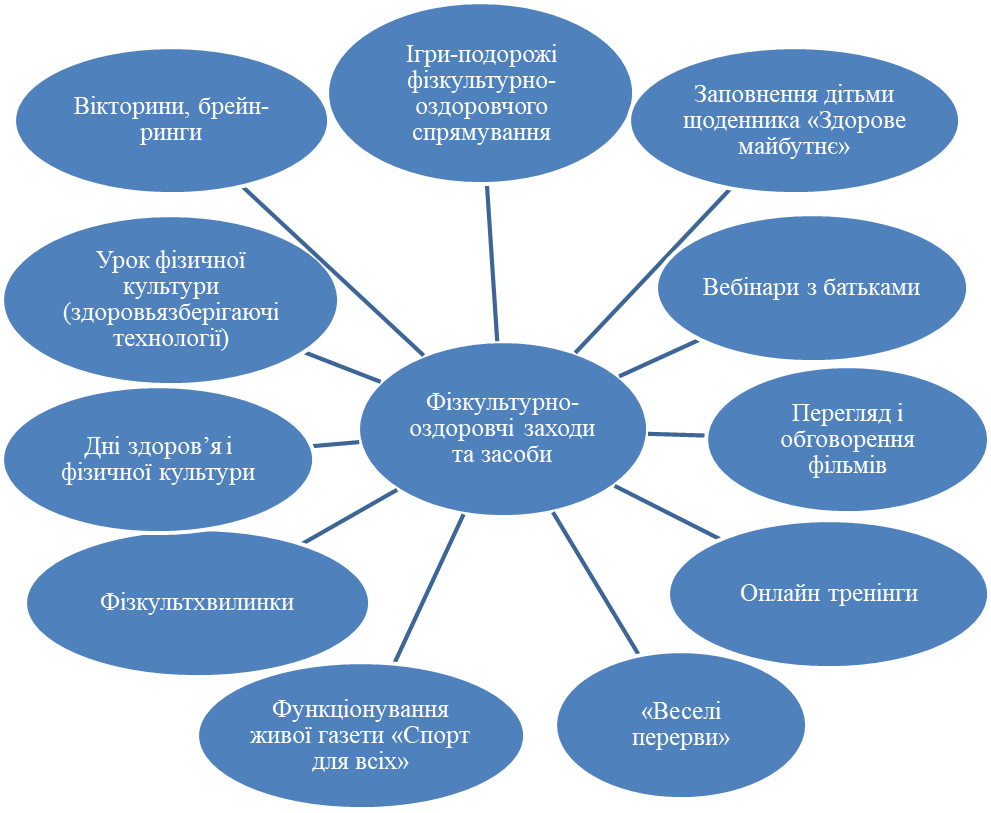 Ігри-подорожі
фізкультурно-
оздоровчого
спрямування
Вікторини, брейн-
ринги
Заповнення дітьми
щоденника «Здорове
майбутнє»
Урок фізичної
культури
(здоровьязберігаючі
технології)
Вебінари з батьками
Фізкультурно-
оздоровчі заходи
та засоби
Дні здоров’я і
фізичної культури
Перегляд і
обговорення
фільмів
Фізкультхвилинки
Онлайн тренінги
Функціонування
живої газети «Спорт
для всіх»
«Веселі
перерви»